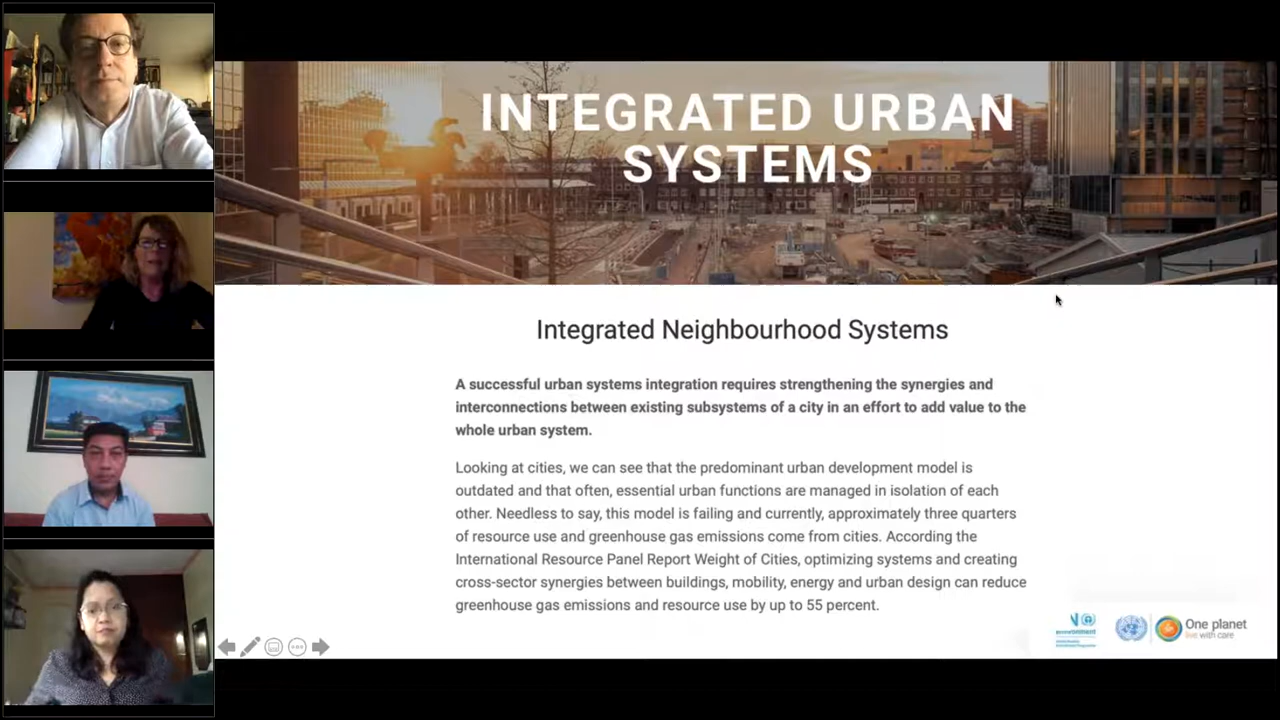 INTEGRATED URBAN
SYSTEMS
Integrated Neighbourhood Systems
A successful urban systems integration requires strengthening the synergies and
interconnections between existing subsystems of a city in an effort to add value to the
whole urban system.
Looking at cities, we can see that the predominant urban development model is
outdated and that often, essential urban functions are managed in isolation of each
other. Needless to say, this model is failing and currently, approximately three quarters
of resource use and greenhouse gas emissions come from cities. According the
International Resource Panel Report Weight of Cities, optimizing systems and creating
cross-sector synergies between buildings, mobility, energy and urban design can reduce
greenhouse gas emissions and resource use by up to 55 percent.
One planet
live with care